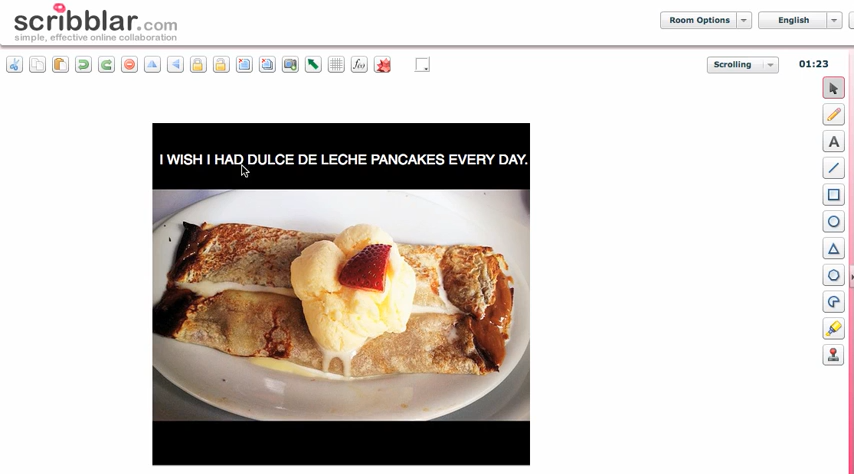 scribblar.com
simple, effective online collaboration
Room Options
English
Scrolling
01:23
A
f(x)
I WISH I HAD DULCE DE LECHE PANCAKES EVERY DAY.